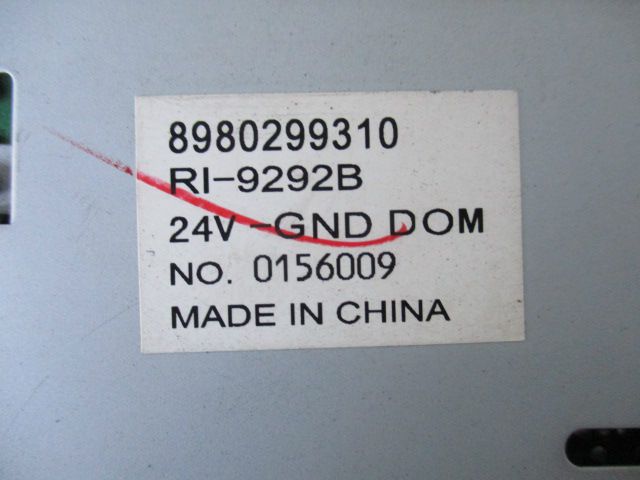 8980299310
RI-9292B
24V -GND DOM
NO. 0156009
MADE IN CHINA